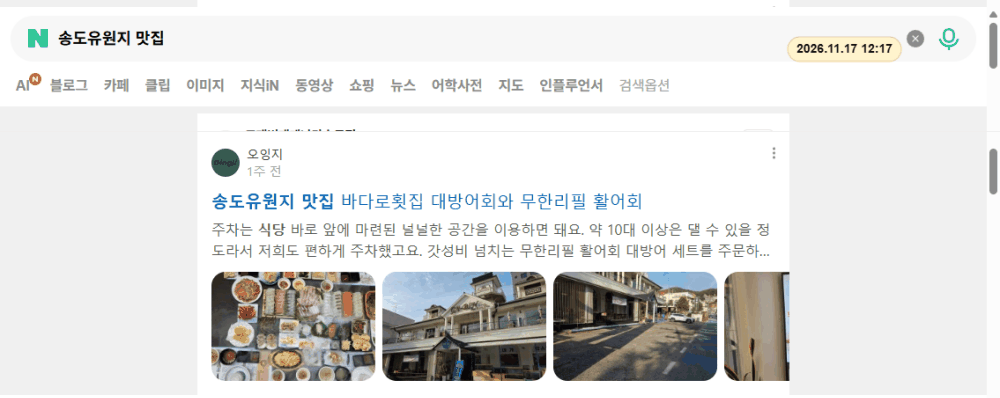 N 송도유원지 맛집
2026.11.17 12:17
AI N 블로그 카페 클립 이미지 지식iN 동영상 쇼핑 뉴스 어학사전 지도 인플루언서 검색옵션
오잉지
1주 전
송도유원지 맛집 바다로횟집 대방어회와 무한리필 활어회
주차는 식당 바로 앞에 마련된 널널한 공간을 이용하면 돼요. 약 10대 이상은 댈 수 있을 정
도라서 저희도 편하게 주차했고요. 갓성비 넘치는 무한리필 활어회 대방어 세트를 주문하...